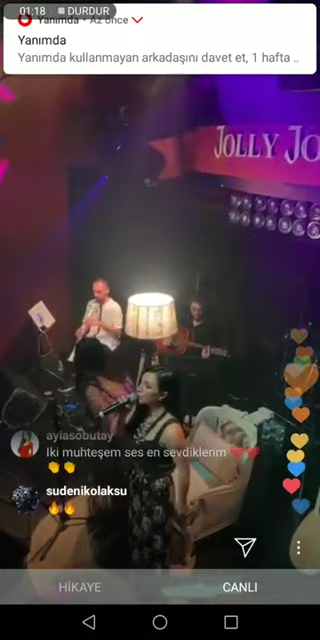 01:18 DURDUR
Yanımda • Az önce
Yanımda
Yanımda kullanmayan arkadaşını davet et, 1 hafta ..
JOLLY JO
aylasobutay
Iki muhteşem ses en sevdiklerim ❤️❤️
👏👏
sudenikolaksu
🔥🔥
HİKAYE
CANLI